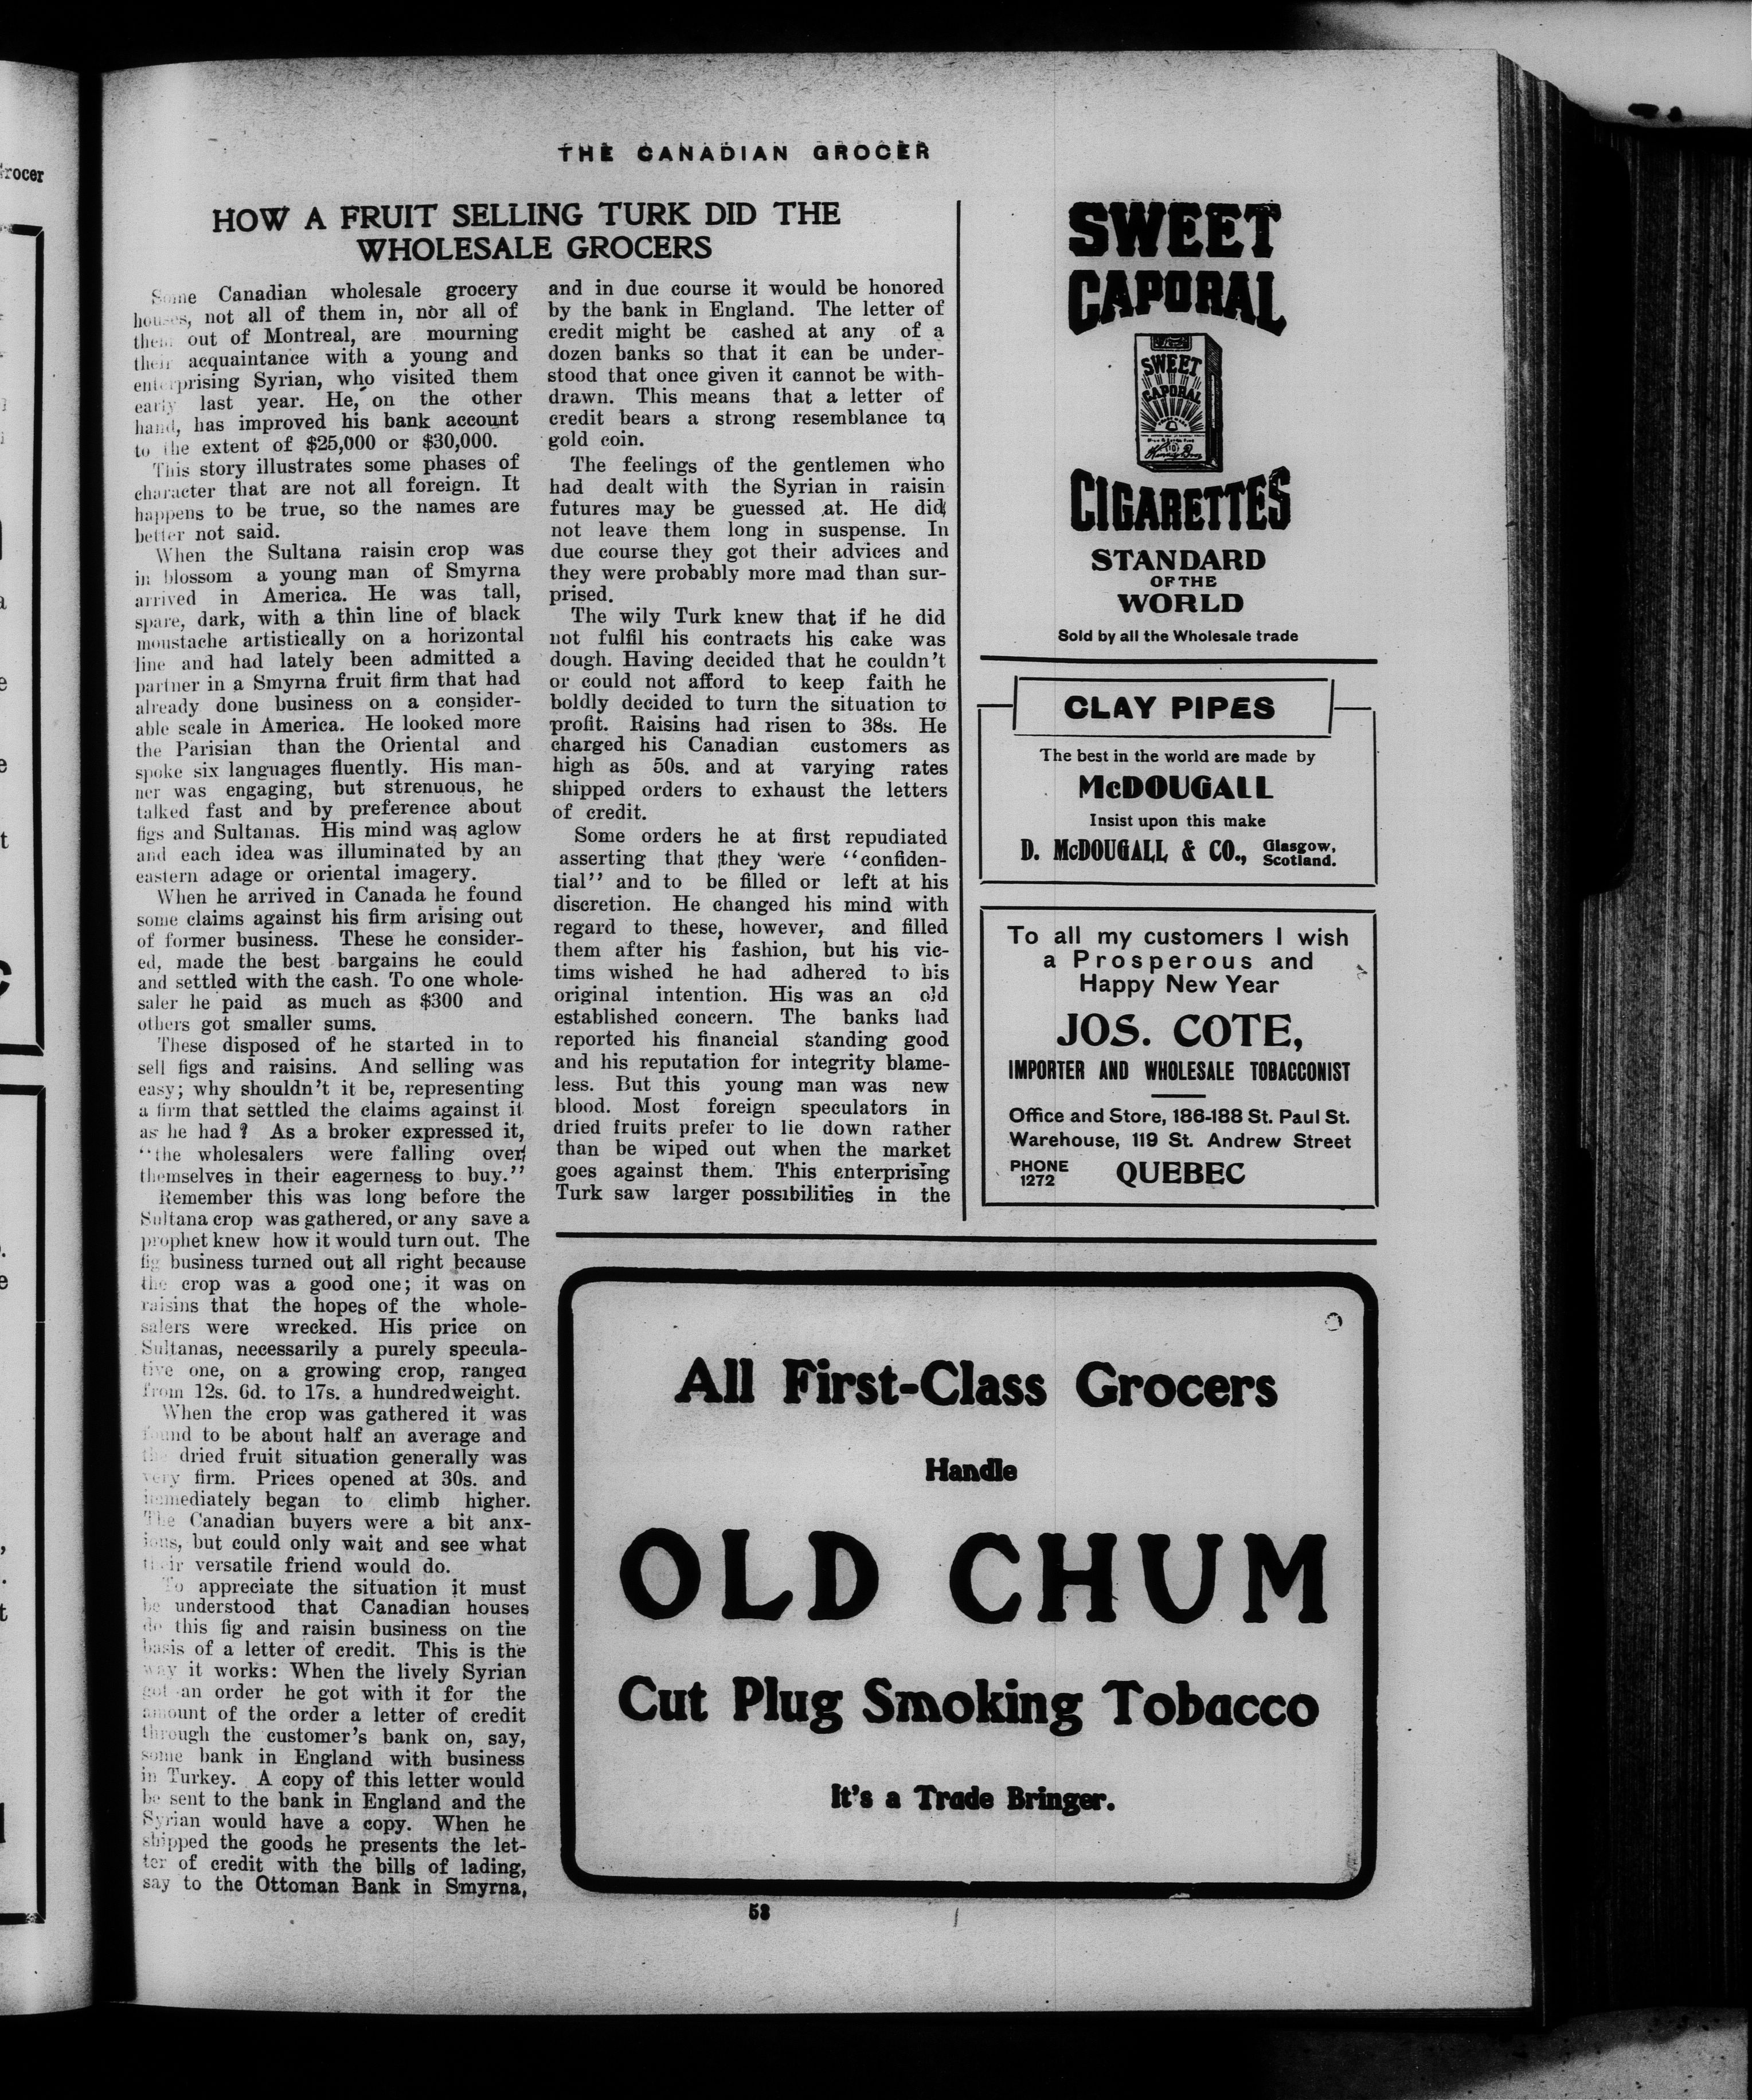 THE CANADIAN GROCER
HOW A FRUIT SELLING TURK DID THE
WHOLESALE GROCERS
Some Canadian wholesale grocery
houses, not all of them in, nor all of
them out of Montreal, are mourning
their acquaintance with a young and
enterprising Syrian, who visited them
early last year. He, on the other
hand, has improved his bank account
to the extent of $25,000 or $30,000.
This story illustrates some phases of
character that are not all foreign. It
happens to be true, so the names are
better not said.
When the Sultana raisin crop was
in blossom a young man of Smyrna
arrived in America. He was tall,
spare, dark, with a thin line of black
moustache artistically on a horizontal
line and had lately been admitted a
partner in a Smyrna fruit firm that had
already done business on a consider-
able scale in America. He looked more
the Parisian than the Oriental and
spoke six languages fluently. His man-
ner was engaging, but strenuous, he
talked fast and by preference about
figs and Sultanas. His mind was aglow
and each idea was illuminated by an
eastern adage or oriental imagery.
When he arrived in Canada he found
some claims against his firm arising out
of former business. These he consider-
ed, made the best bargains he could
and settled with the cash. To one whole-
saler he paid as much as $300 and
others got smaller sums.
These disposed of he started in to
sell figs and raisins. And selling was
easy; why shouldn't it be, representing
a firm that settled the claims against it
as he had? As a broker expressed it,
"the wholesalers were falling over
themselves in their eagerness to buy."
Remember this was long before the
Sultana crop was gathered, or any save a
prophet knew how it would turn out. The
fig business turned out all right because
the crop was a good one; it was on
raisins that the hopes of the whole-
salers were wrecked. His price on
Sultanas, necessarily a purely specula-
tive one, on a growing crop, ranged
from 12s. 6d. to 17s. a hundredweight.
When the crop was gathered it was
found to be about half an average and
the dried fruit situation generally was
very firm. Prices opened at 30s. and
immediately began to climb higher.
The Canadian buyers were a bit anx-
ious, but could only wait and see what
their versatile friend would do.
To appreciate the situation it must
be understood that Canadian houses
do this fig and raisin business on the
basis of a letter of credit. This is the
way it works: When the lively Syrian
got an order he got with it for the
amount of the order a letter of credit
through the customer's bank on, say,
some bank in England with business
in Turkey. A copy of this letter would
be sent to the bank in England and the
Syrian would have a copy. When he
shipped the goods he presents the let-
ter of credit with the bills of lading,
say to the Ottoman Bank in Smyrna,
and in due course it would be honored
by the bank in England. The letter of
credit might be cashed at any of a
dozen banks so that it can be under-
stood that once given it cannot be with-
drawn. This means that a letter of
credit bears a strong resemblance to
gold coin.
The feelings of the gentlemen who
had dealt with the Syrian in raisin
futures may be guessed at. He did
not leave them long in suspense. In
due course they got their advices and
they were probably more mad than sur-
prised.
The wily Turk knew that if he did
not fulfil his contracts his cake was
dough. Having decided that he couldn't
or could not afford to keep faith he
boldly decided to turn the situation to
profit. Raisins had risen to 38s. He
charged his Canadian customers as
high as 50s. and at varying rates
shipped orders to exhaust the letters
of credit.
Some orders he at first repudiated
asserting that they were "confiden-
tial" and to be filled or left at his
discretion. He changed his mind with
regard to these, however, and filled
them after his fashion, but his vic-
tims wished he had adhered to his
original intention. His was an old
established concern. The banks had
reported his financial standing good
and his reputation for integrity blame-
less. But this young man was new
blood. Most foreign speculators in
dried fruits prefer to lie down rather
than be wiped out when the market
goes against them. This enterprising
Turk saw larger possibilities in the
SWEET
CAPORAL
SWEET
CAPORAL
CIGARETTES
STANDARD
OF THE
WORLD
Sold by all the Wholesale trade
CLAY PIPES
The best in the world are made by
McDOUGALL
Insist upon this make
D. McDOUGALL & CO., Glasgow,
Scotland.
To all my customers I wish
a Prosperous and
Happy New Year
JOS. COTE,
IMPORTER AND WHOLESALE TOBACCONIST
Office and Store, 186-188 St. Paul St.
Warehouse, 119 St. Andrew Street
PHONE
1272
QUEBEC
All First-Class Grocers
Handle
OLD CHUM
Cut Plug Smoking Tobacco
It's a Trade Bringer.
53